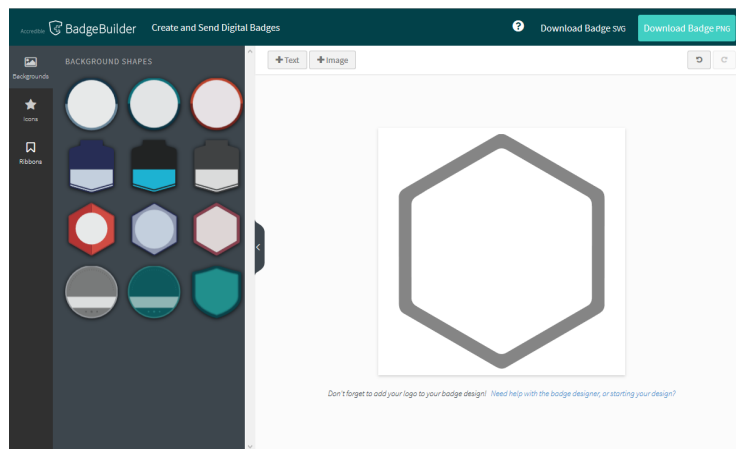 Accredible BadgeBuilder Create and Send Digital Badges ? Download Badge SVG Download Badge PNG
BACKGROUND SHAPES
+Text +Image
Backgrounds
Icons
Ribbons
Don't forget to add your logo to your badge design! Need help with the badge designer, or starting your design?